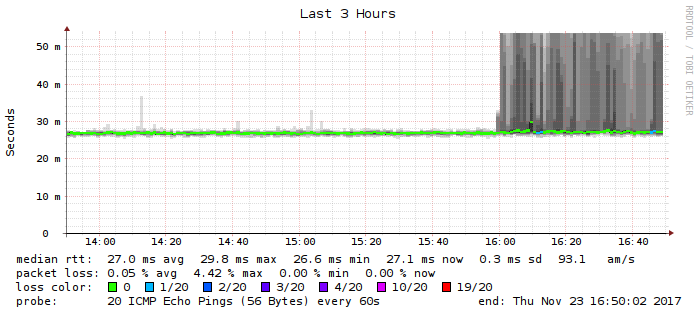 Last 3 Hours
RRDTOOL / TOBI OETIKER
Seconds
50 m
40 m
30 m
20 m
10 m
0
14:00 14:20 14:40 15:00 15:20 15:40 16:00 16:20 16:40
median rtt: 27.0 ms avg 29.8 ms max 26.6 ms min 27.1 ms now 0.3 ms sd 93.1 am/s
packet loss: 0.05 % avg 4.42 % max 0.00 % min 0.00 % now
loss color: 0 1/20 2/20 3/20 4/20 10/20 19/20
probe: 20 ICMP Echo Pings (56 Bytes) every 60s end: Thu Nov 23 16:50:02 2017